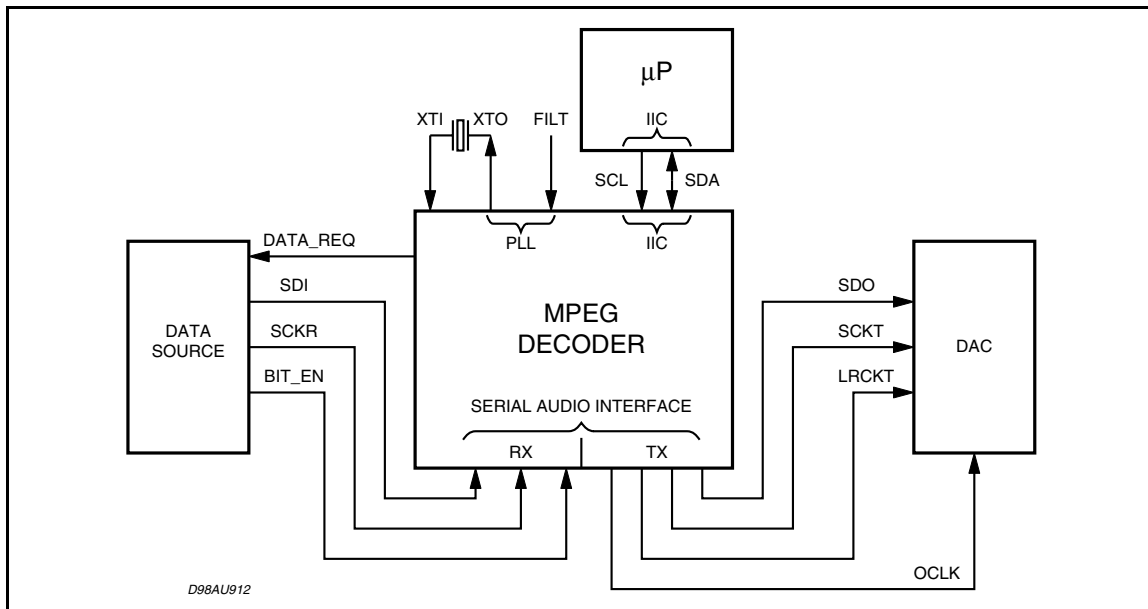 μP
IIC
XTI XTO FILT
SCL SDA
PLL IIC
DATA_REQ
SDI
SCKR
BIT_EN
DATA
SOURCE
MPEG
DECODER
SERIAL AUDIO INTERFACE
RX TX
SDO
SCKT
LRCKT
DAC
OCLK
D98AU912